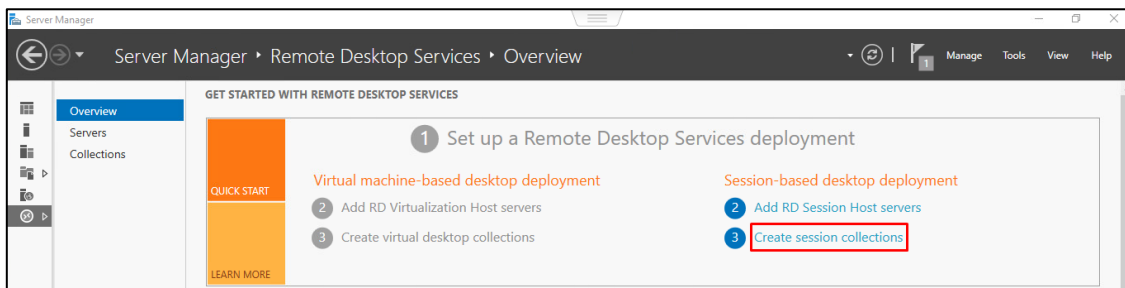 Server Manager
Server Manager ‣ Remote Desktop Services ‣ Overview
1
Manage
Tools
View
Help
Overview
Servers
Collections
GET STARTED WITH REMOTE DESKTOP SERVICES
QUICK START
LEARN MORE
1 Set up a Remote Desktop Services deployment
Virtual machine-based desktop deployment
2 Add RD Virtualization Host servers
3 Create virtual desktop collections
Session-based desktop deployment
2 Add RD Session Host servers
3 Create session collections